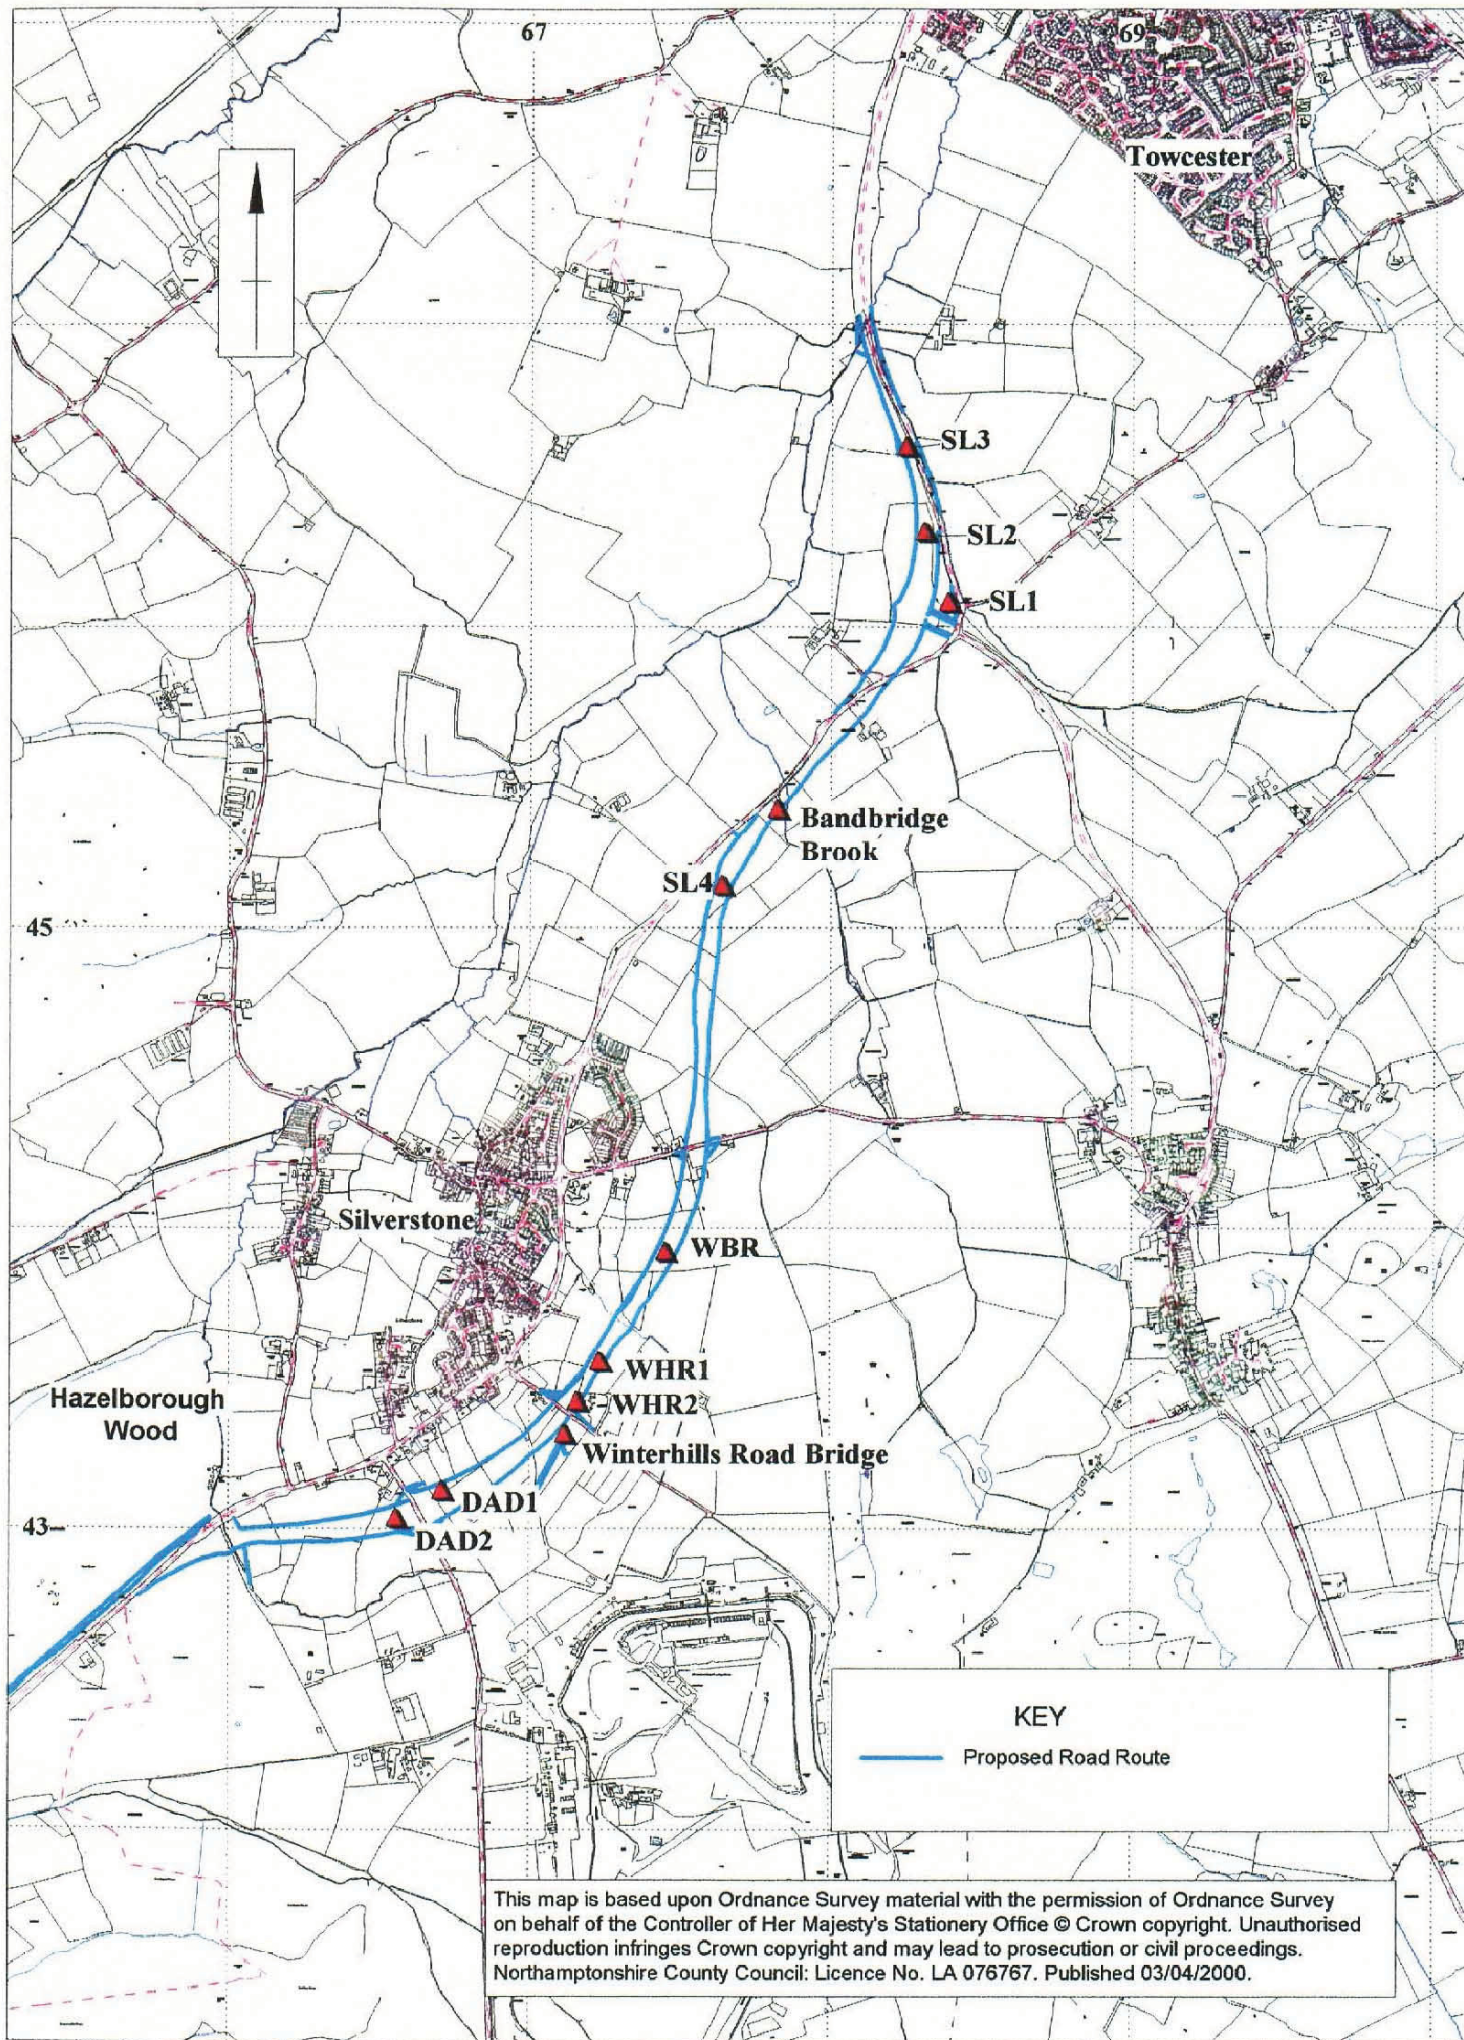 67
69
Towcester
SL3
SL2
SL1
Bandbridge
Brook
SL4
45
Silverstone
WBR
WHR1
Hazelborough
Wood
WHR2
Winterhills Road Bridge
DAD1
43
DAD2
KEY
Proposed Road Route
This map is based upon Ordnance Survey material with the permission of Ordnance Survey
on behalf of the Controller of Her Majesty's Stationery Office © Crown copyright. Unauthorised
reproduction infringes Crown copyright and may lead to prosecution or civil proceedings.
Northamptonshire County Council: Licence No. LA 076767. Published 03/04/2000.